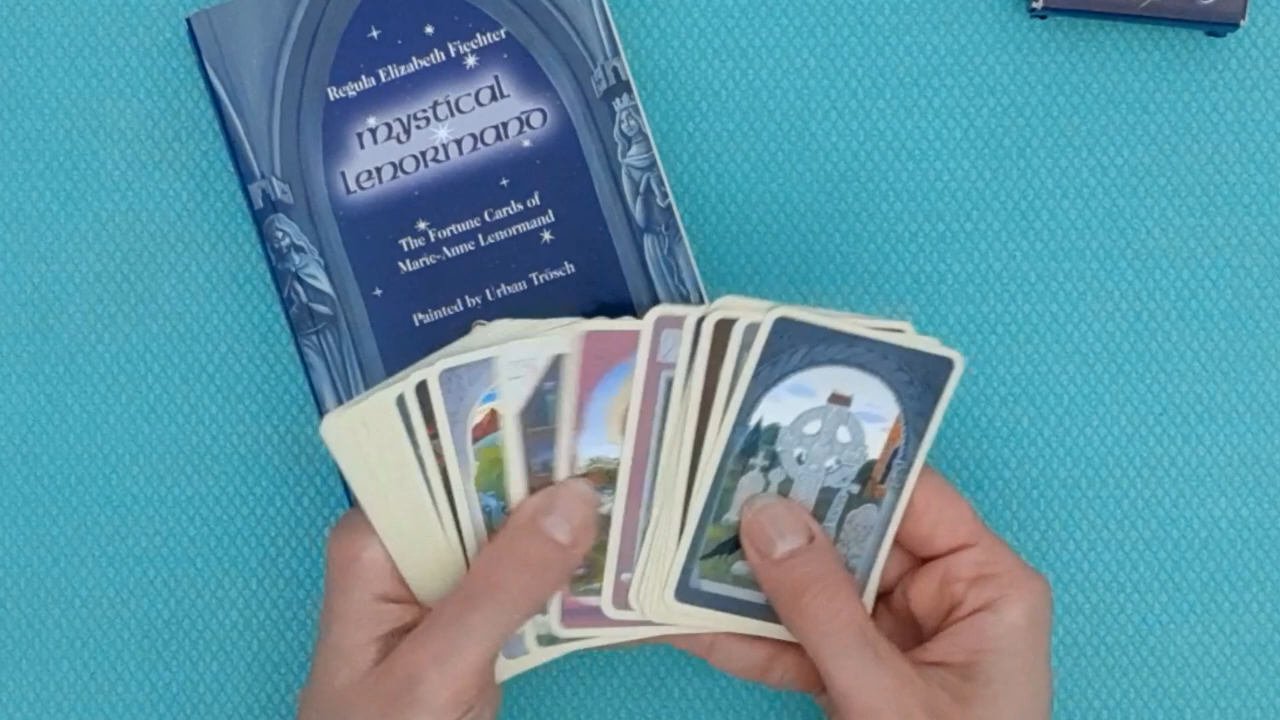 Regula Elizabeth Fiechter
mystical
lenormand
The Fortune Cards of
Marie-Anne Lenormand
Painted by Urban Trösch